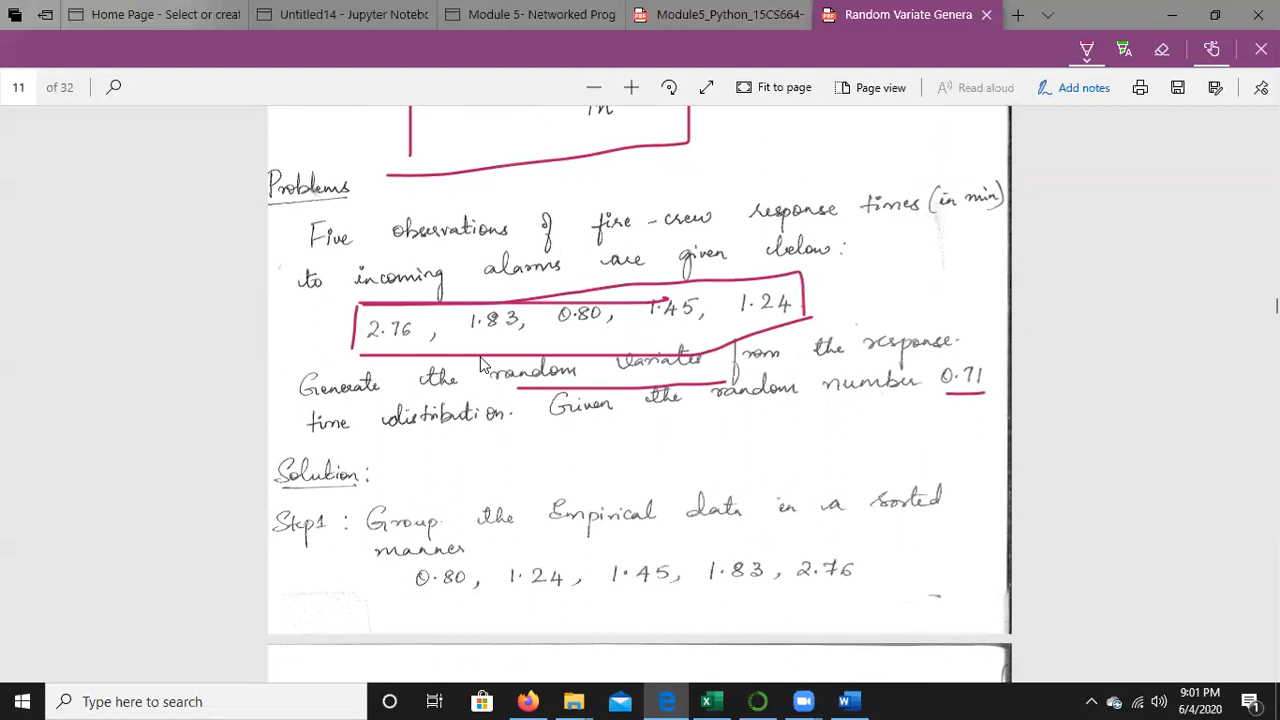 Home Page - Select or creat
Untitled14 - Jupyter Notebo
Module 5- Networked Prog
Module5_Python_15CS664-
Random Variate Genera
11 of 32
Fit to page
Page view
Read aloud
Add notes
in
Problems
Five observations of fire-crew response times (in min)
to incoming alarms are given below:
2.76, 1.83, 0.80, 1.45, 1.24
Generate the random variates from the response-
time distribution. Given the random number 0.71
Solution:
Step1: Group the Empirical data in a sorted
manner
0.80, 1.24, 1.45, 1.83, 2.76
Type here to search
9:01 PM
6/4/2020
1